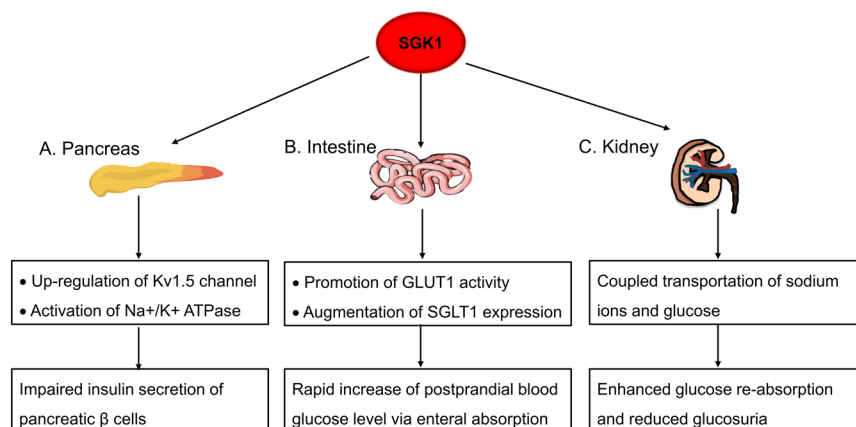 SGK1
A. Pancreas
B. Intestine
C. Kidney
• Up-regulation of Kv1.5 channel
• Activation of Na+/K+ ATPase
• Promotion of GLUT1 activity
• Augmentation of SGLT1 expression
Coupled transportation of sodium
ions and glucose
Impaired insulin secretion of
pancreatic β cells
Rapid increase of postprandial blood
glucose level via enteral absorption
Enhanced glucose re-absorption
and reduced glucosuria